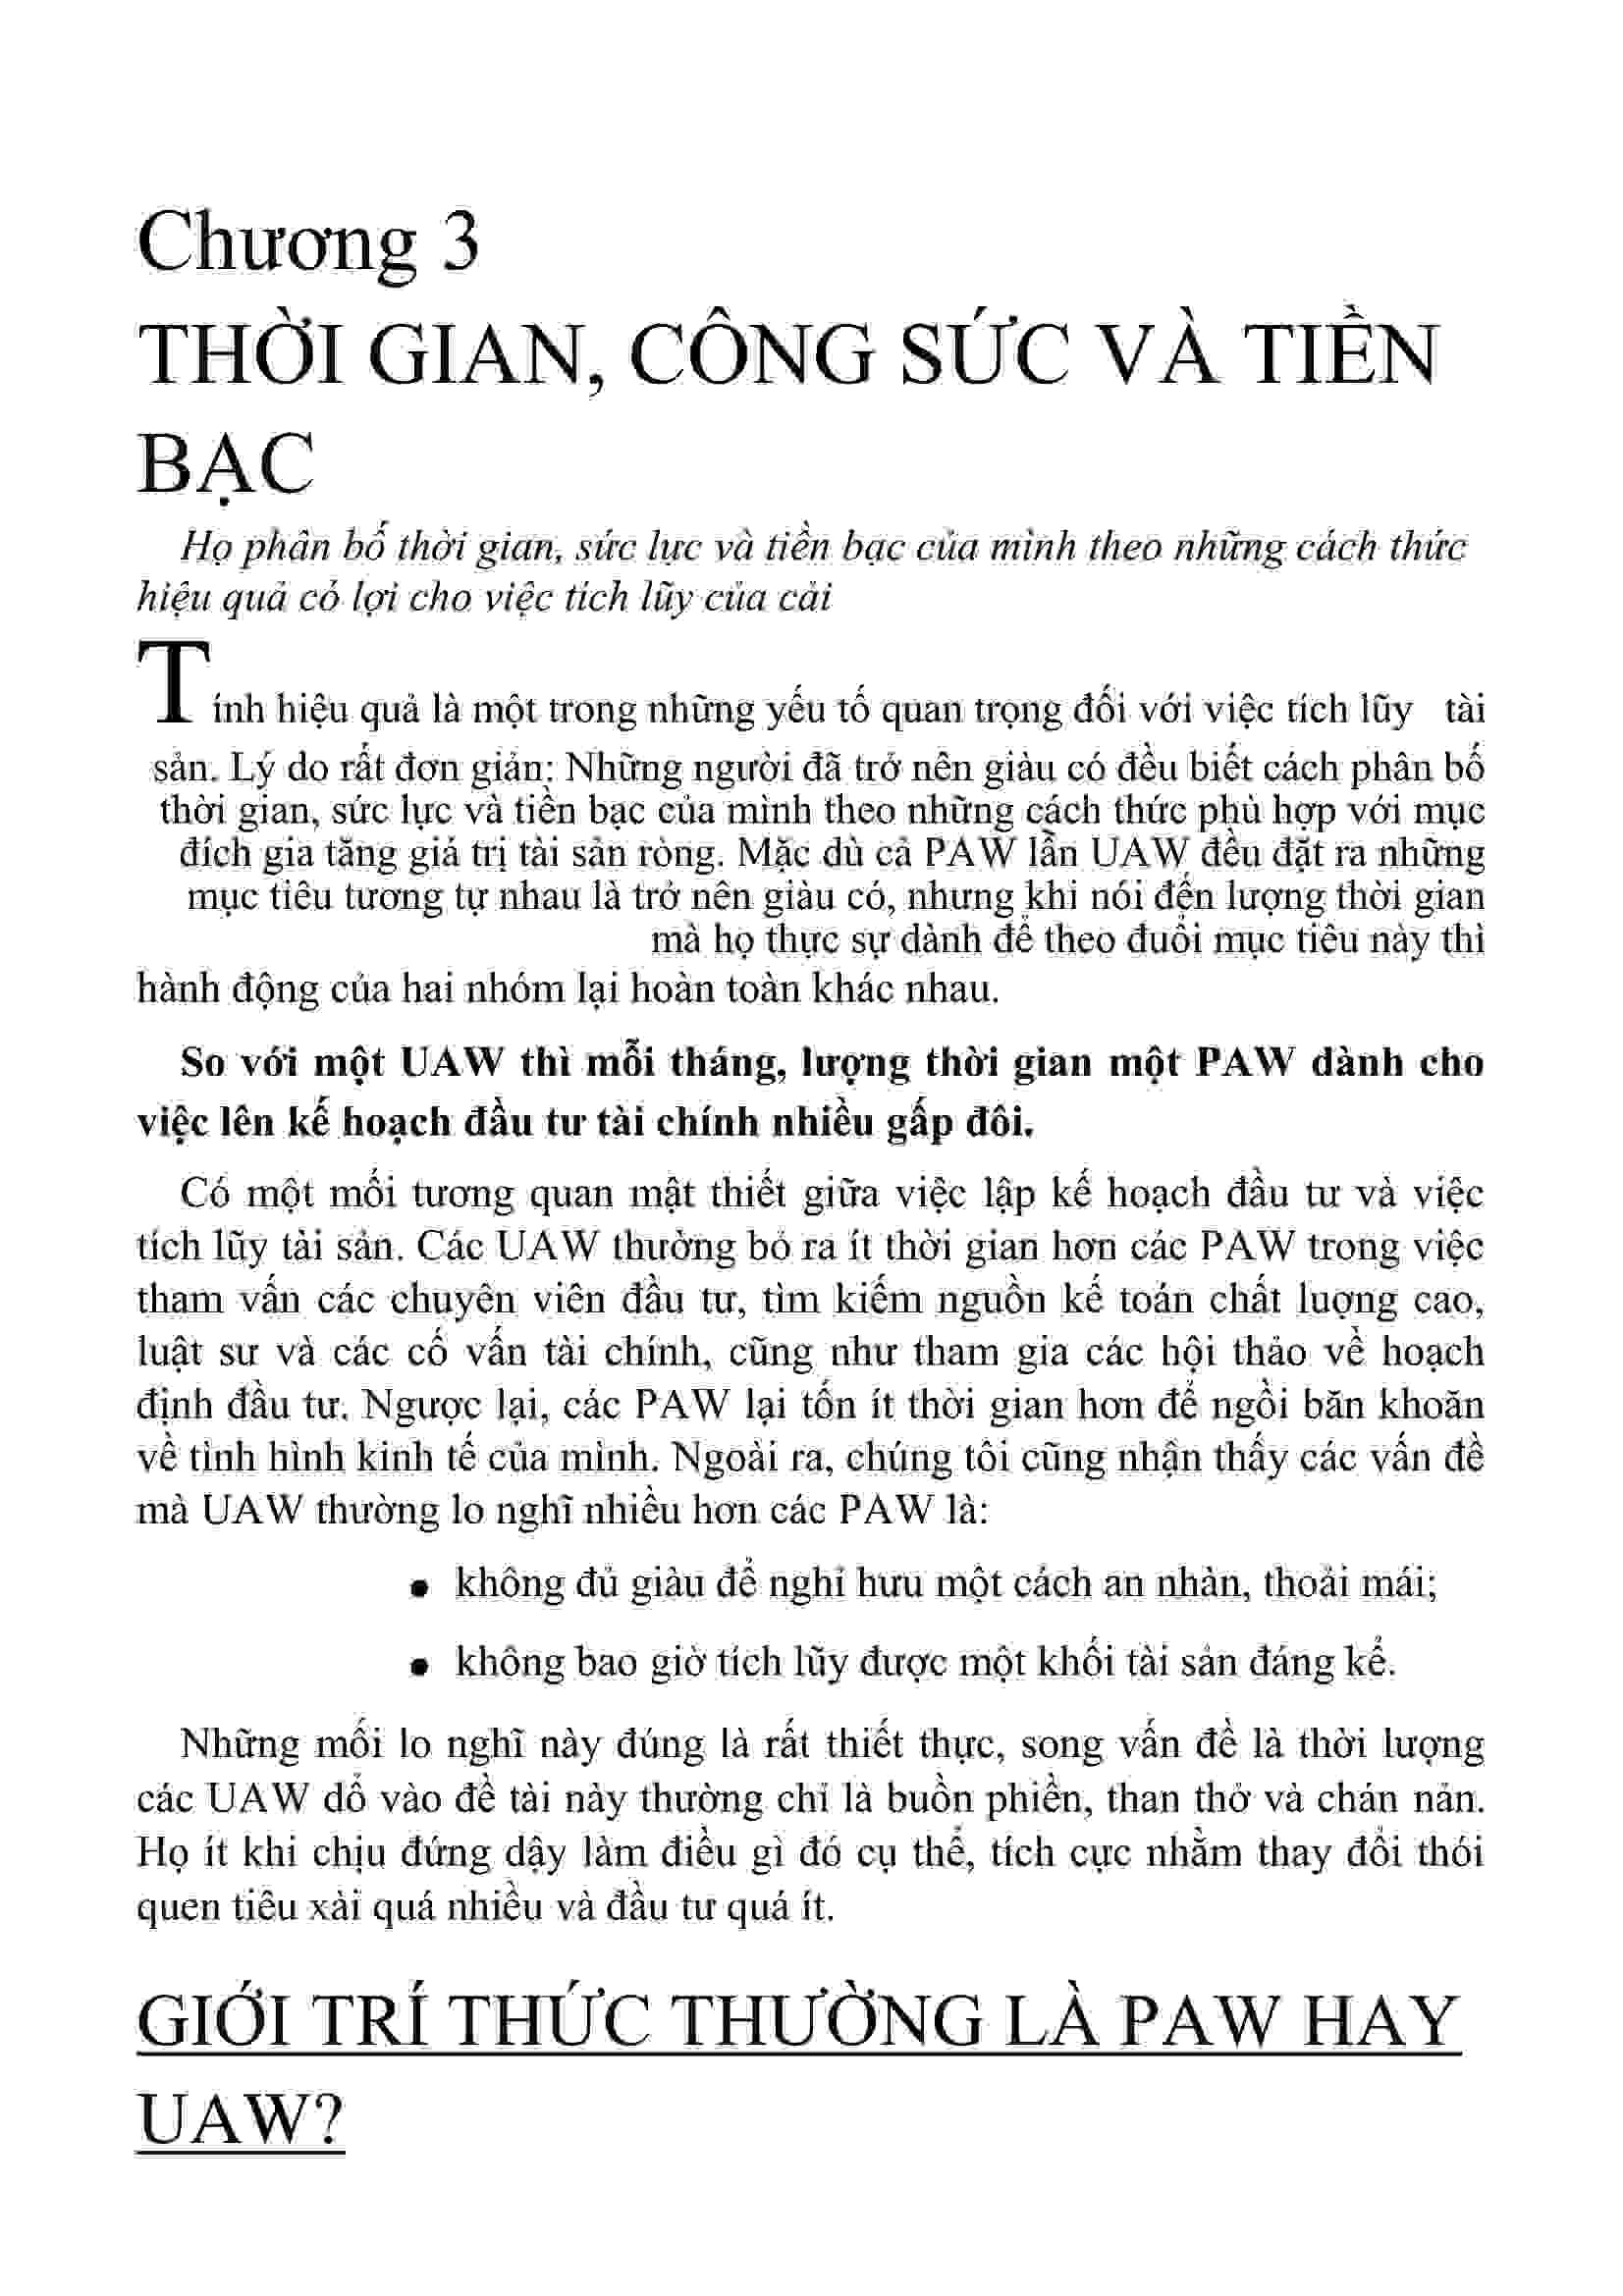 Chương 3
THỜI GIAN, CÔNG SỨC VÀ TIỀN
BẠC
Họ phân bổ thời gian, sức lực và tiền bạc của mình theo những cách thức
hiệu quả có lợi cho việc tích lũy của cải
Tính hiệu quả là một trong những yếu tố quan trọng đối với việc tích lũy tài
sản. Lý do rất đơn giản: Những người đã trở nên giàu có đều biết cách phân bổ
thời gian, sức lực và tiền bạc của mình theo những cách thức phù hợp với mục
đích gia tăng giá trị tài sản ròng. Mặc dù cả PAW lẫn UAW đều đặt ra những
mục tiêu tương tự nhau là trở nên giàu có, nhưng khi nói đến lượng thời gian
mà họ thực sự dành để theo đuổi mục tiêu này thì
hành động của hai nhóm lại hoàn toàn khác nhau.
So với một UAW thì mỗi tháng, lượng thời gian một PAW dành cho
việc lên kế hoạch đầu tư tài chính nhiều gấp đôi.
Có một mối tương quan mật thiết giữa việc lập kế hoạch đầu tư và việc
tích lũy tài sản. Các UAW thường bỏ ra ít thời gian hơn các PAW trong việc
tham vấn các chuyên viên đầu tư, tìm kiếm nguồn kế toán chất lượng cao,
luật sư và các cố vấn tài chính, cũng như tham gia các hội thảo về hoạch
định đầu tư. Ngược lại, các PAW lại tốn ít thời gian hơn để ngồi băn khoăn
về tình hình kinh tế của mình. Ngoài ra, chúng tôi cũng nhận thấy các vấn đề
mà UAW thường lo nghĩ nhiều hơn các PAW là:
● không đủ giàu để nghỉ hưu một cách an nhàn, thoải mái;
● không bao giờ tích lũy được một khối tài sản đáng kể.
Những mối lo nghĩ này đúng là rất thiết thực, song vấn đề là thời lượng
các UAW dổ vào đề tài này thường chỉ là buồn phiền, than thở và chán nản.
Họ ít khi chịu đứng dậy làm điều gì đó cụ thể, tích cực nhằm thay đổi thói
quen tiêu xài quá nhiều và đầu tư quá ít.
GIỚI TRÍ THỨC THƯỜNG LÀ PAW HAY
UAW?